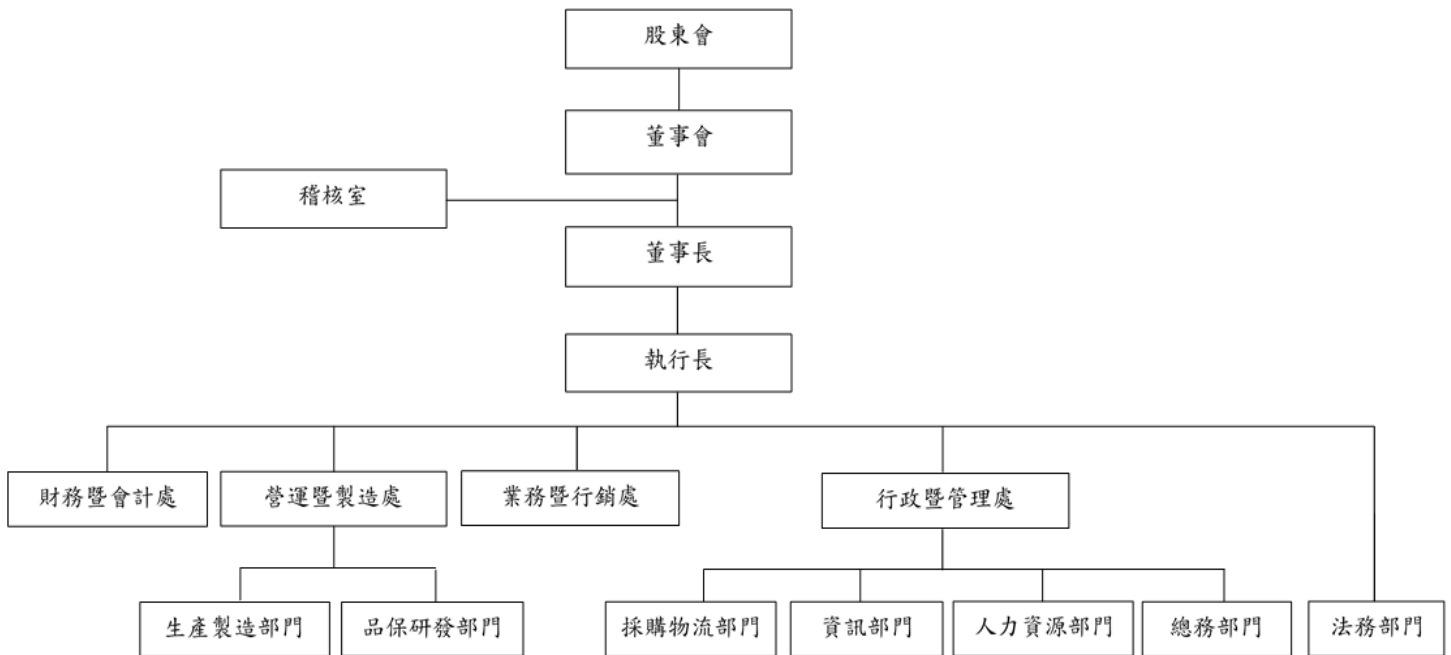 股東會
董事會
稽核室
董事長
執行長
財務暨會計處
營運暨製造處
業務暨行銷處
行政暨管理處
生產製造部門
品保研發部門
採購物流部門
資訊部門
人力資源部門
總務部門
法務部門